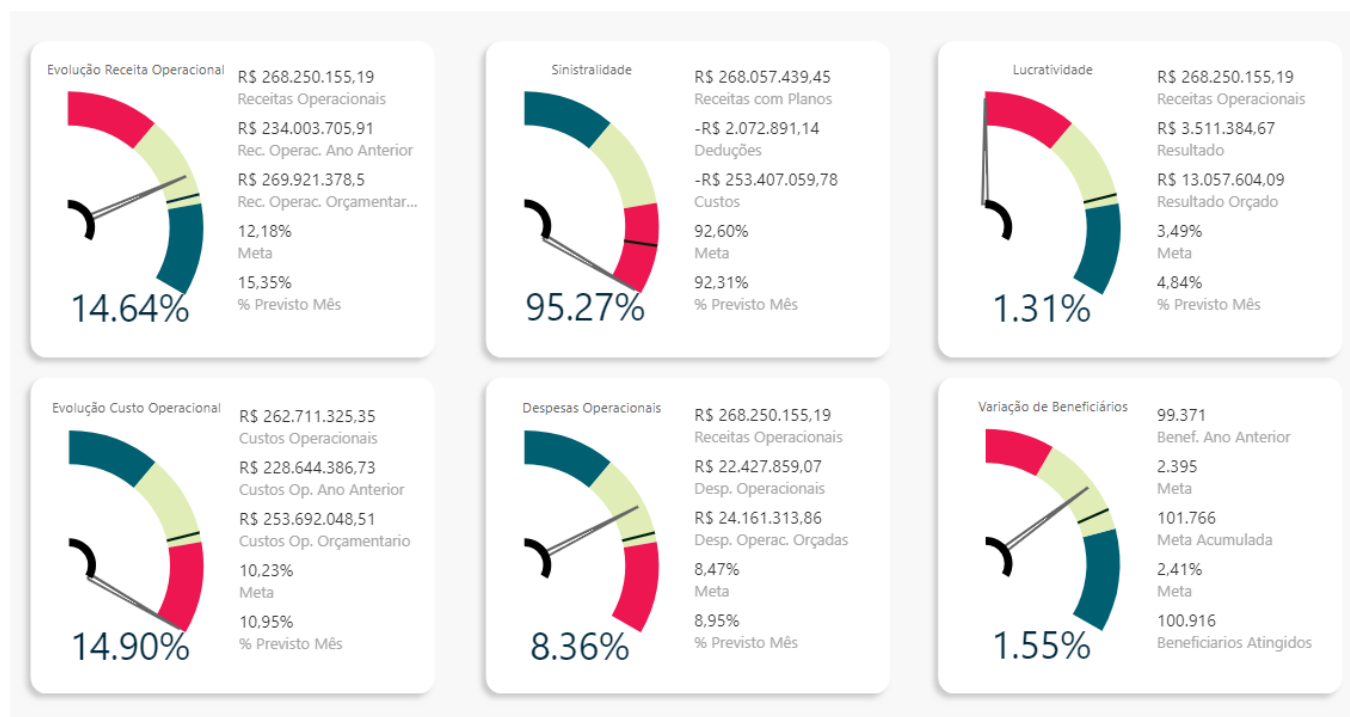 Evolução Receita Operacional
R$ 268.250.155,19
Receitas Operacionais
R$ 234.003.705,91
Rec. Operac. Ano Anterior
R$ 269.921.378,5
Rec. Operac. Orçamentar...
12,18%
Meta
15,35%
% Previsto Mês
14.64%
Sinistralidade
R$ 268.057.439,45
Receitas com Planos
-R$ 2.072.891,14
Deduções
-R$ 253.407.059,78
Custos
92,60%
Meta
92,31%
% Previsto Mês
95.27%
Lucratividade
R$ 268.250.155,19
Receitas Operacionais
R$ 3.511.384,67
Resultado
R$ 13.057.604,09
Resultado Orçado
3,49%
Meta
4,84%
% Previsto Mês
1.31%
Evolução Custo Operacional
R$ 262.711.325,35
Custos Operacionais
R$ 228.644.386,73
Custos Op. Ano Anterior
R$ 253.692.048,51
Custos Op. Orçamentario
10,23%
Meta
10,95%
% Previsto Mês
14.90%
Despesas Operacionais
R$ 268.250.155,19
Receitas Operacionais
R$ 22.427.859,07
Desp. Operacionais
R$ 24.161.313,86
Desp. Operac. Orçadas
8,47%
Meta
8,95%
% Previsto Mês
8.36%
Variação de Beneficiários
99.371
Benef. Ano Anterior
2.395
Meta
101.766
Meta Acumulada
2,41%
Meta
100.916
Beneficiarios Atingidos
1.55%